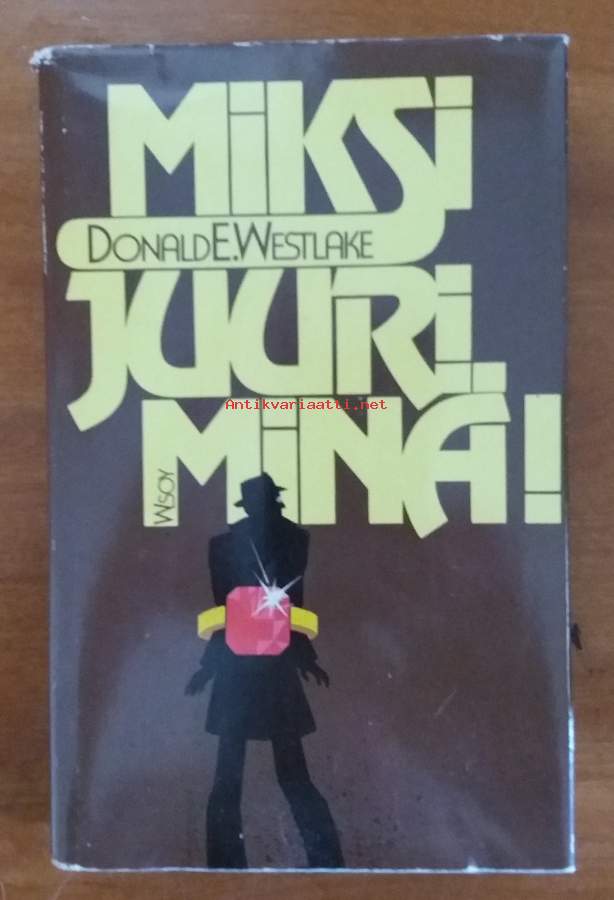 MIKSI
DONALD E. WESTLAKE
JUURI
Antikvariaatti.net
MINÄ!
WSOY